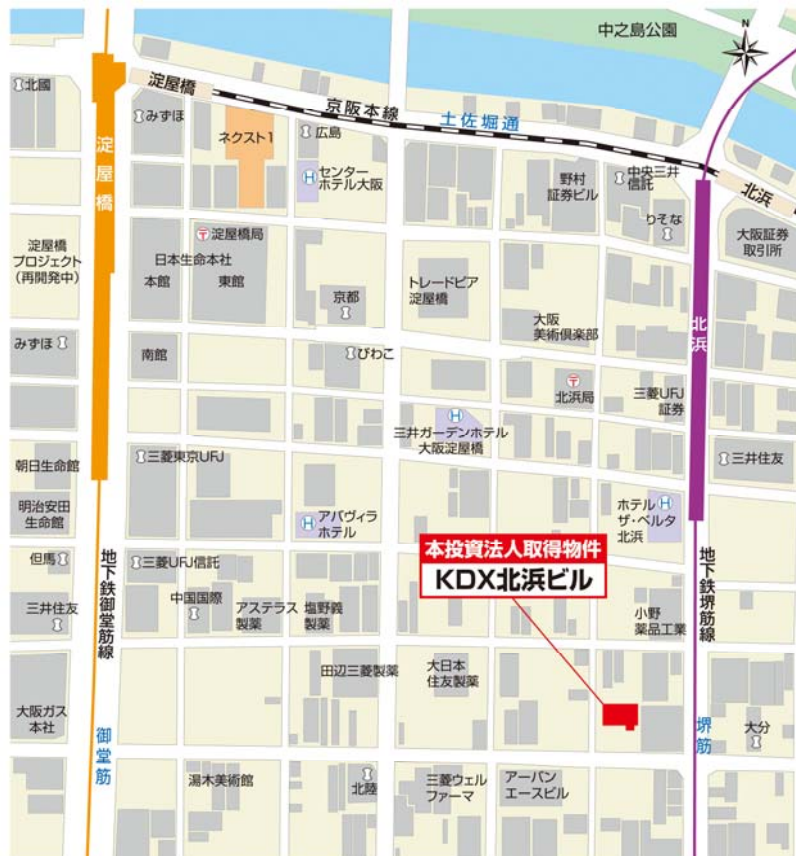 中之島公園
N
北國
淀屋橋
みずほ
ネクスト1
京阪本線
土佐堀通
広島
センター
ホテル大阪
野村
証券ビル
中央三井
信託
北浜
りそな
大阪証券
取引所
淀屋橋
淀屋橋
プロジェクト
(再開発中)
淀屋橋局
日本生命本社
本館
東館
京都
トレードピア
淀屋橋
大阪
美術倶楽部
北浜
みずほ
南館
びわこ
北浜局
三菱UFJ
証券
三井ガーデンホテル
大阪淀屋橋
朝日生命館
三菱東京UFJ
三井住友
明治安田
生命館
アパヴィラ
ホテル
ホテル
ザ・ベルタ
北浜
本投資法人取得物件
KDX北浜ビル
但馬
地下鉄御堂筋線
三菱UFJ信託
地下鉄堺筋線
三井住友
中国国際
アステラス
製薬
塩野義
製薬
小野
薬品工業
田辺三菱製薬
大日本
住友製薬
大阪ガス
本社
御堂筋
堺筋
大分
湯木美術館
北陸
三菱ウェル
ファーマ
アーバン
エースビル